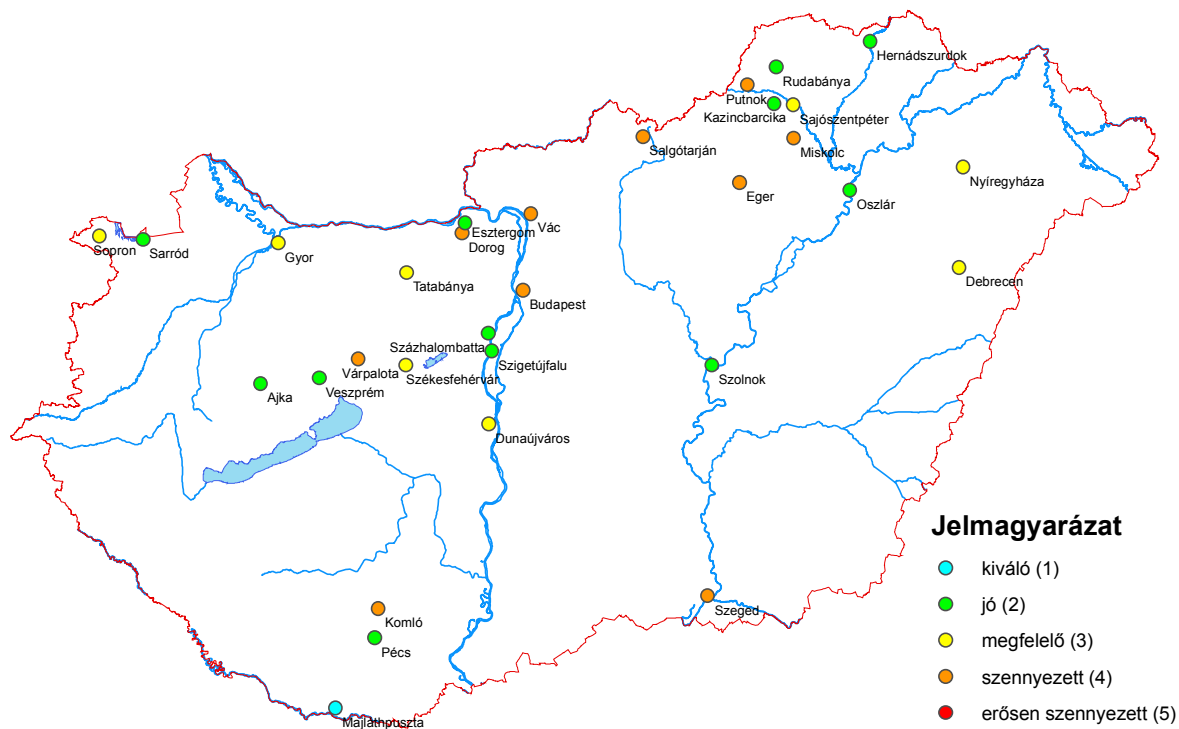 Hernádszurdok
Rudabánya
Putnok
Kazincbarcika
Sajószentpéter
Salgótarján
Miskolc
Nyíregyháza
Eger
Oszlár
Vác
Esztergom
Dorog
Sopron
Sarród
Gyor
Tatabánya
Debrecen
Budapest
Százhalombatta
Szigetújfalu
Várpalota
Székesfehérvár
Szolnok
Ajka
Veszprém
Dunaújváros
Szeged
Komló
Pécs
Majláthpuszta
Jelmagyarázat
kiváló (1)
jó (2)
megfelelő (3)
szennyezett (4)
erősen szennyezett (5)